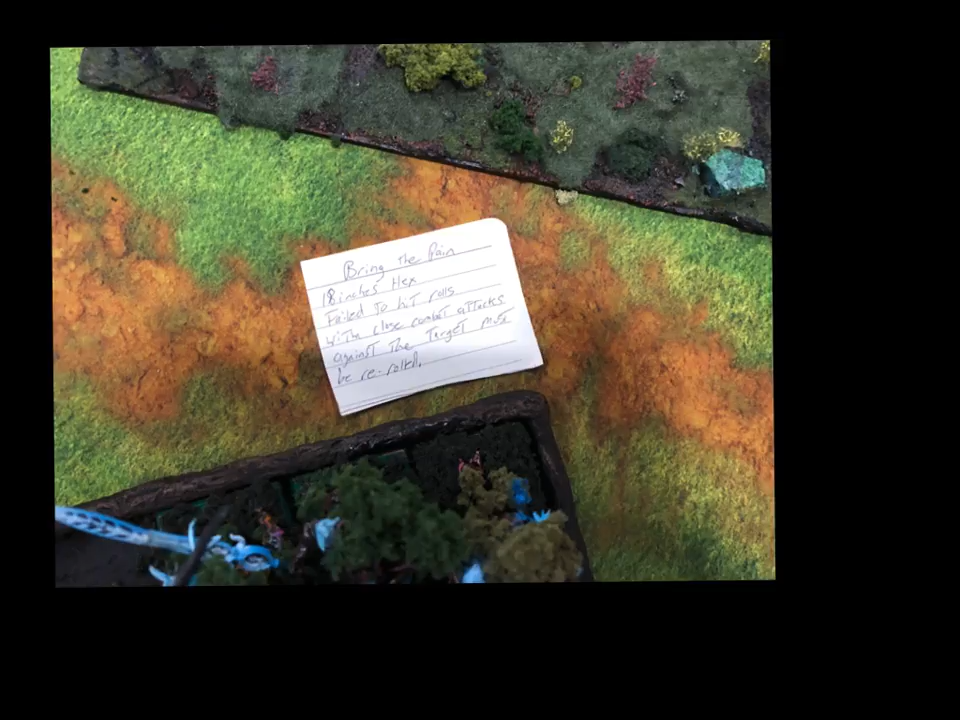 Bring the Pain
18 inches Hex
Failed To hiT rolls
wiTh close combaT aTTacks
againsT The TargeT musT
be re-rolled.